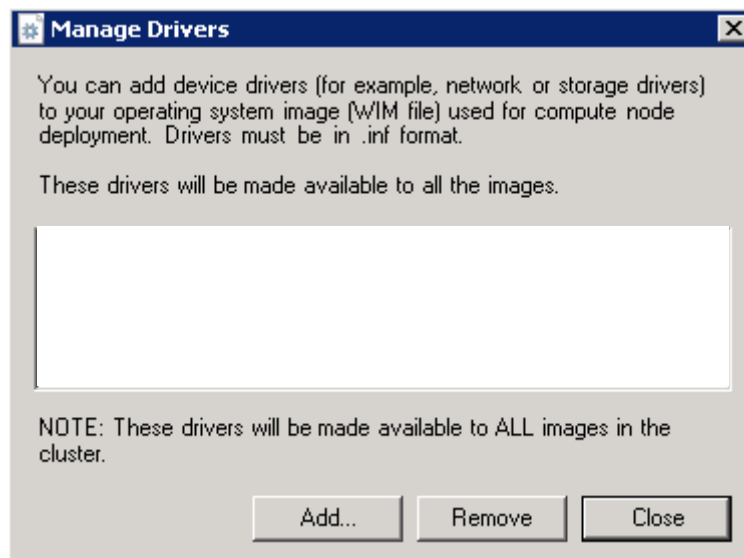 Manage Drivers
You can add device drivers (for example, network or storage drivers)
to your operating system image (WIM file) used for compute node
deployment. Drivers must be in .inf format.
These drivers will be made available to all the images.
NOTE: These drivers will be made available to ALL images in the
cluster.
Add... Remove Close